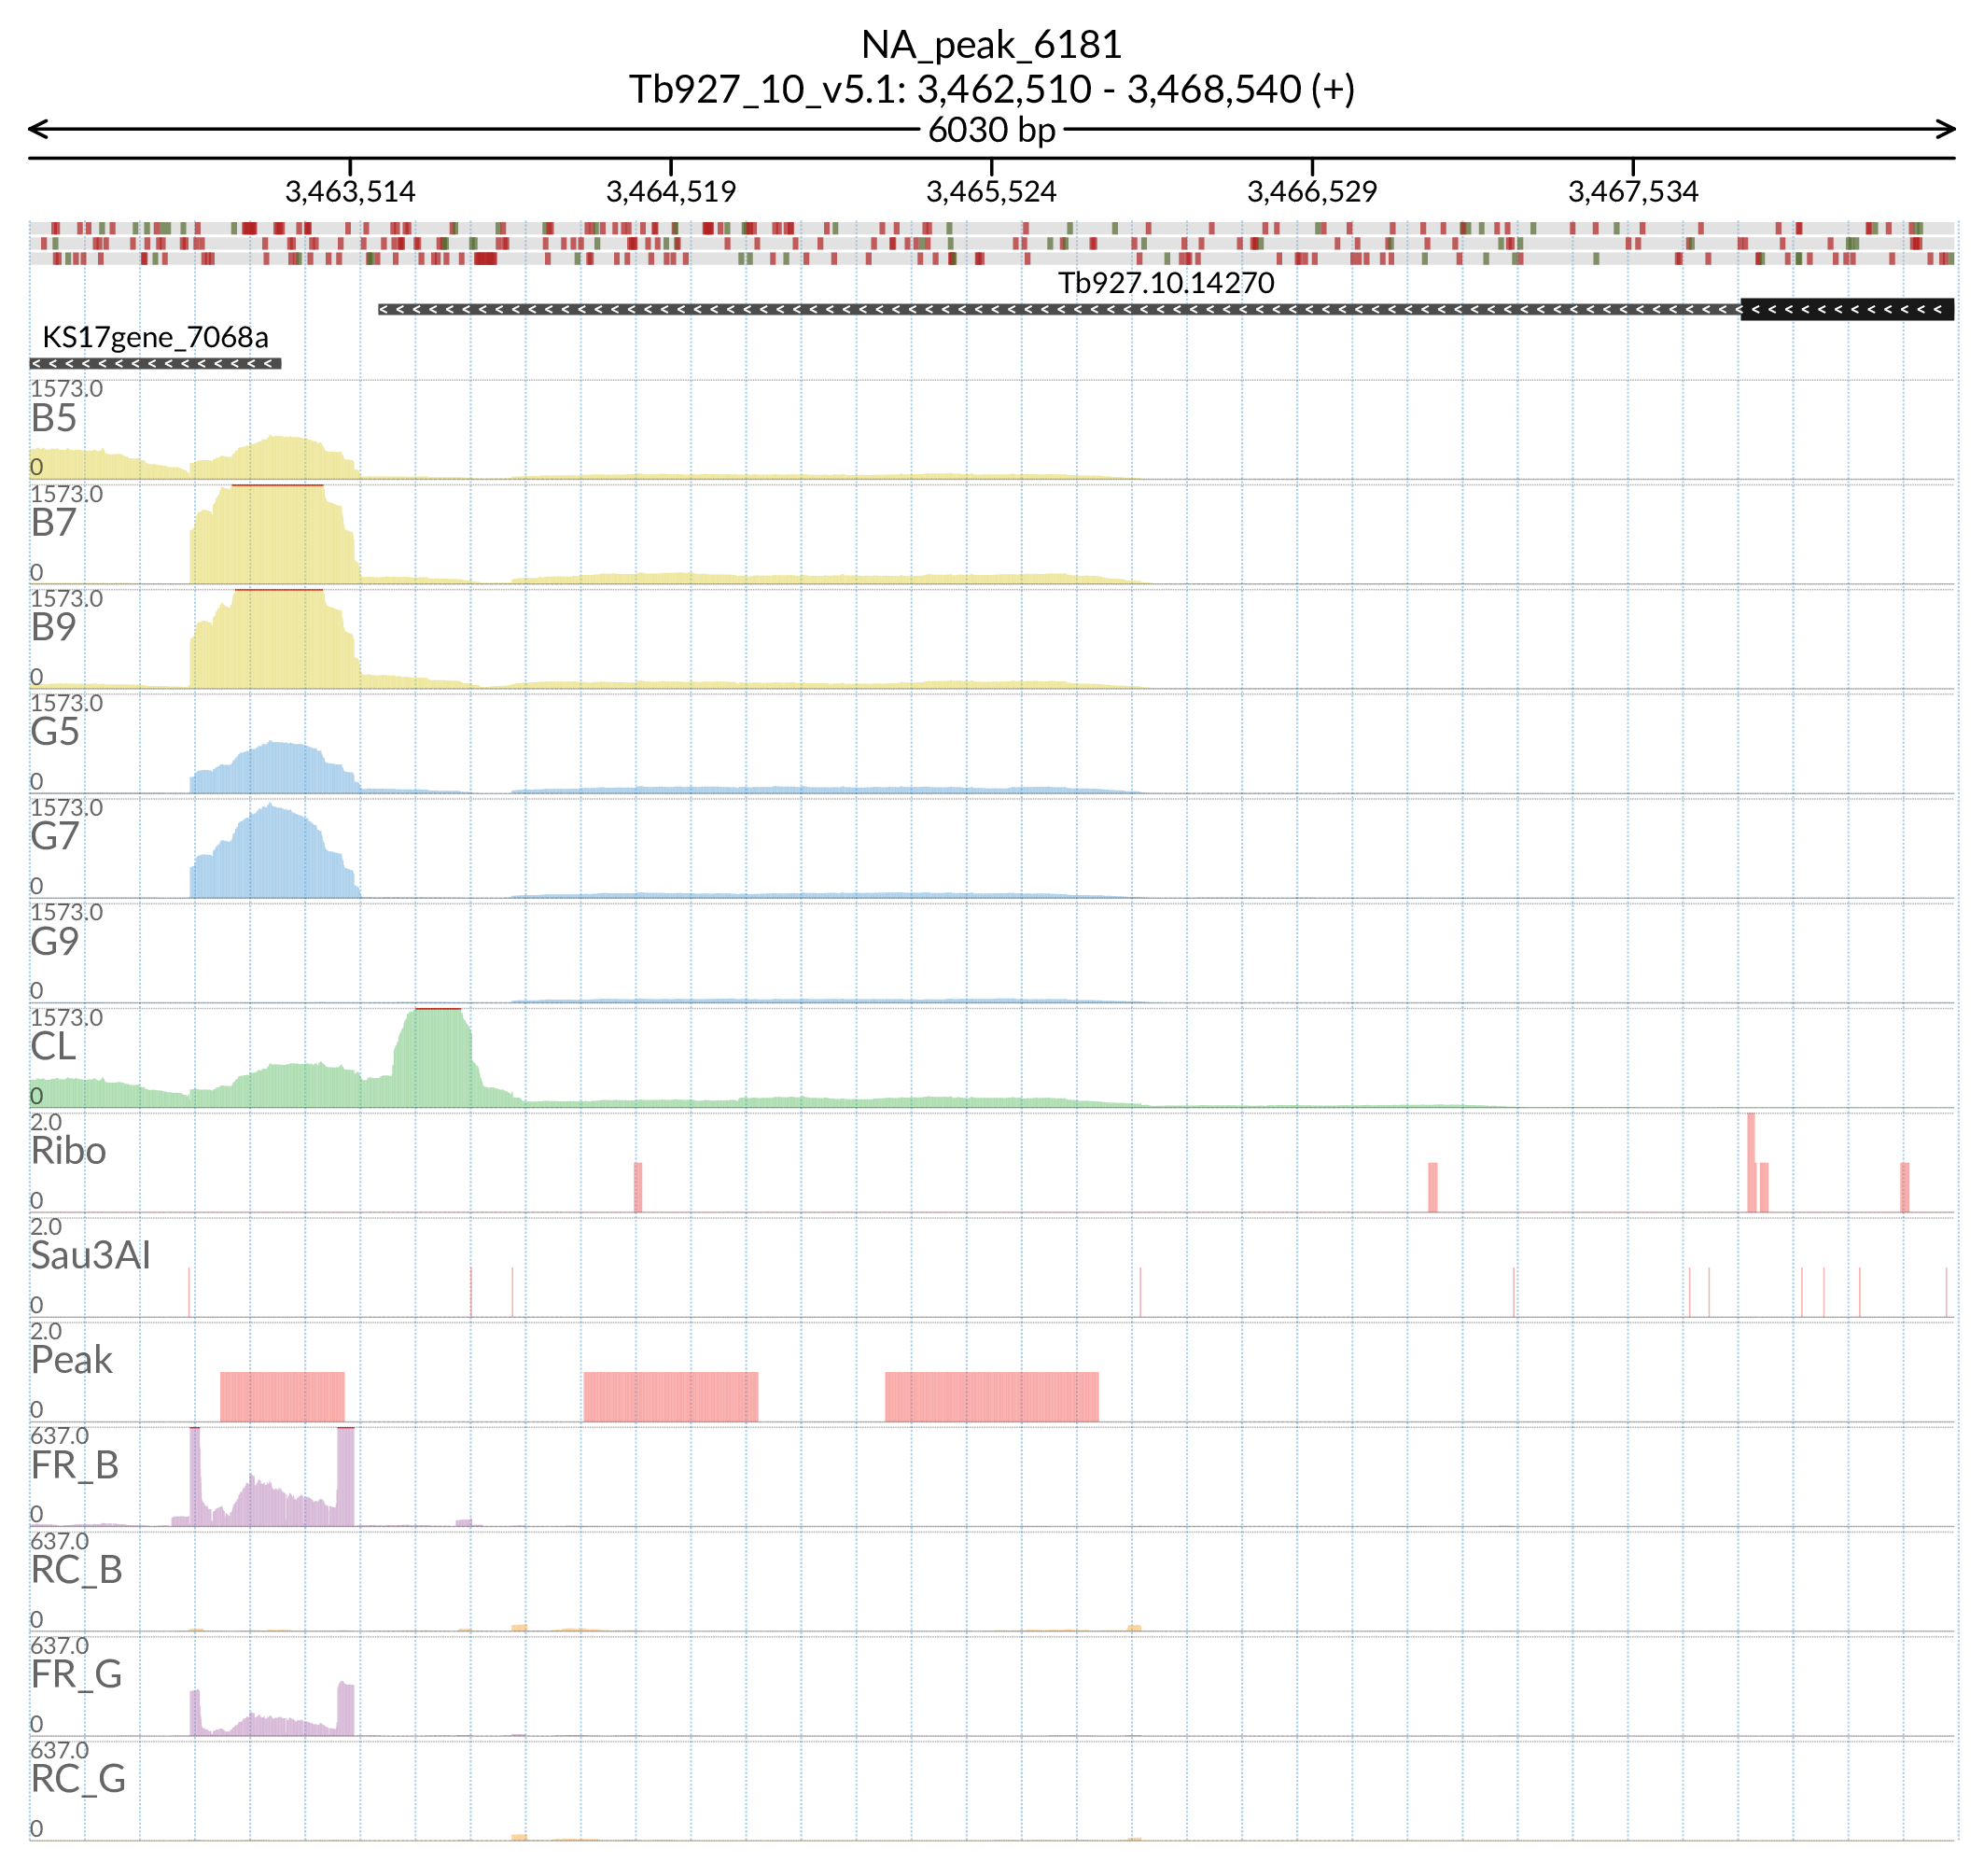 NA_peak_6181
Tb927_10_v5.1: 3,462,510 - 3,468,540 (+)
6030 bp
3,463,514 3,464,519 3,465,524 3,466,529 3,467,534
Tb927.10.14270
KS17gene_7068a
1573.0
B5
0
1573.0
B7
0
1573.0
B9
0
1573.0
G5
0
1573.0
G7
0
1573.0
G9
0
1573.0
CL
0
2.0
Ribo
0
2.0
Sau3AI
0
2.0
Peak
0
637.0
FR_B
0
637.0
RC_B
0
637.0
FR_G
0
637.0
RC_G
0